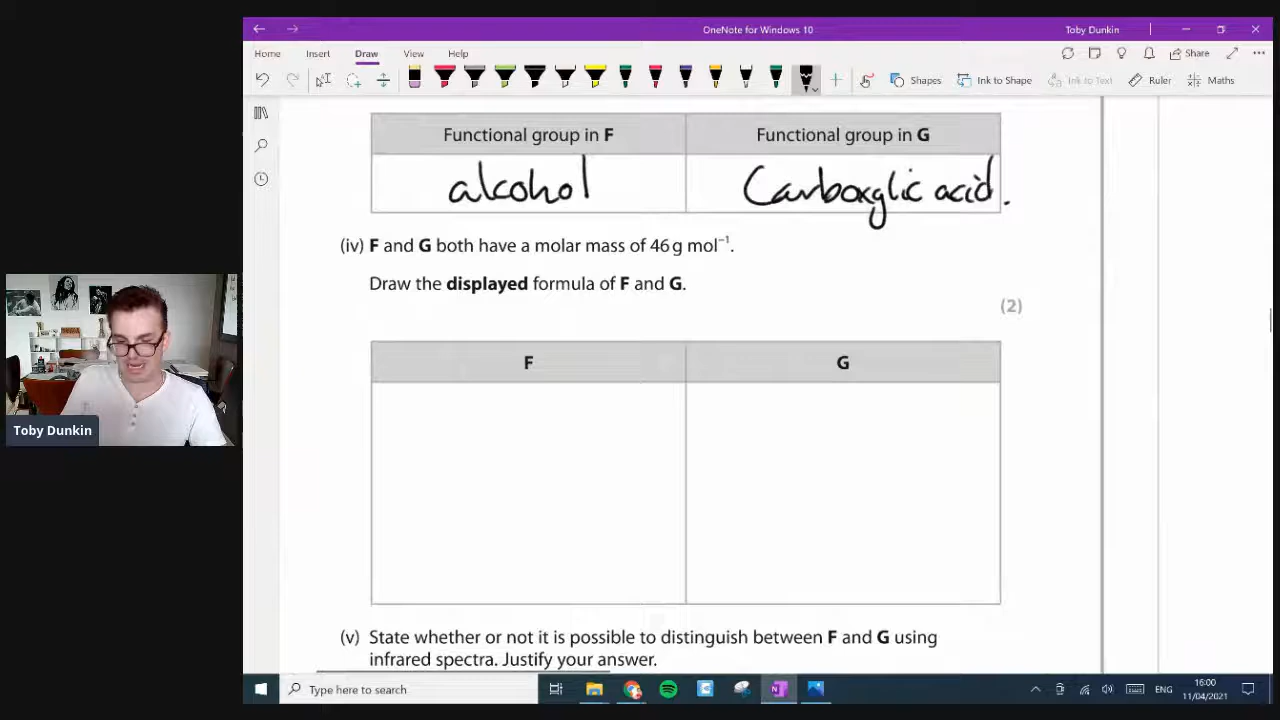 OneNote for Windows 10
Toby Dunkin
Home Insert Draw View Help
Share
Shapes Ink to Shape Ink to Text Ruler Maths
Functional group in F Functional group in G
alcohol Carboxylic acid.
(iv) F and G both have a molar mass of 46 g mol⁻¹.
Draw the displayed formula of F and G.
(2)
F G
(v) State whether or not it is possible to distinguish between F and G using
infrared spectra. Justify your answer.
Toby Dunkin
Type here to search
ENG
16:00
11/04/2021